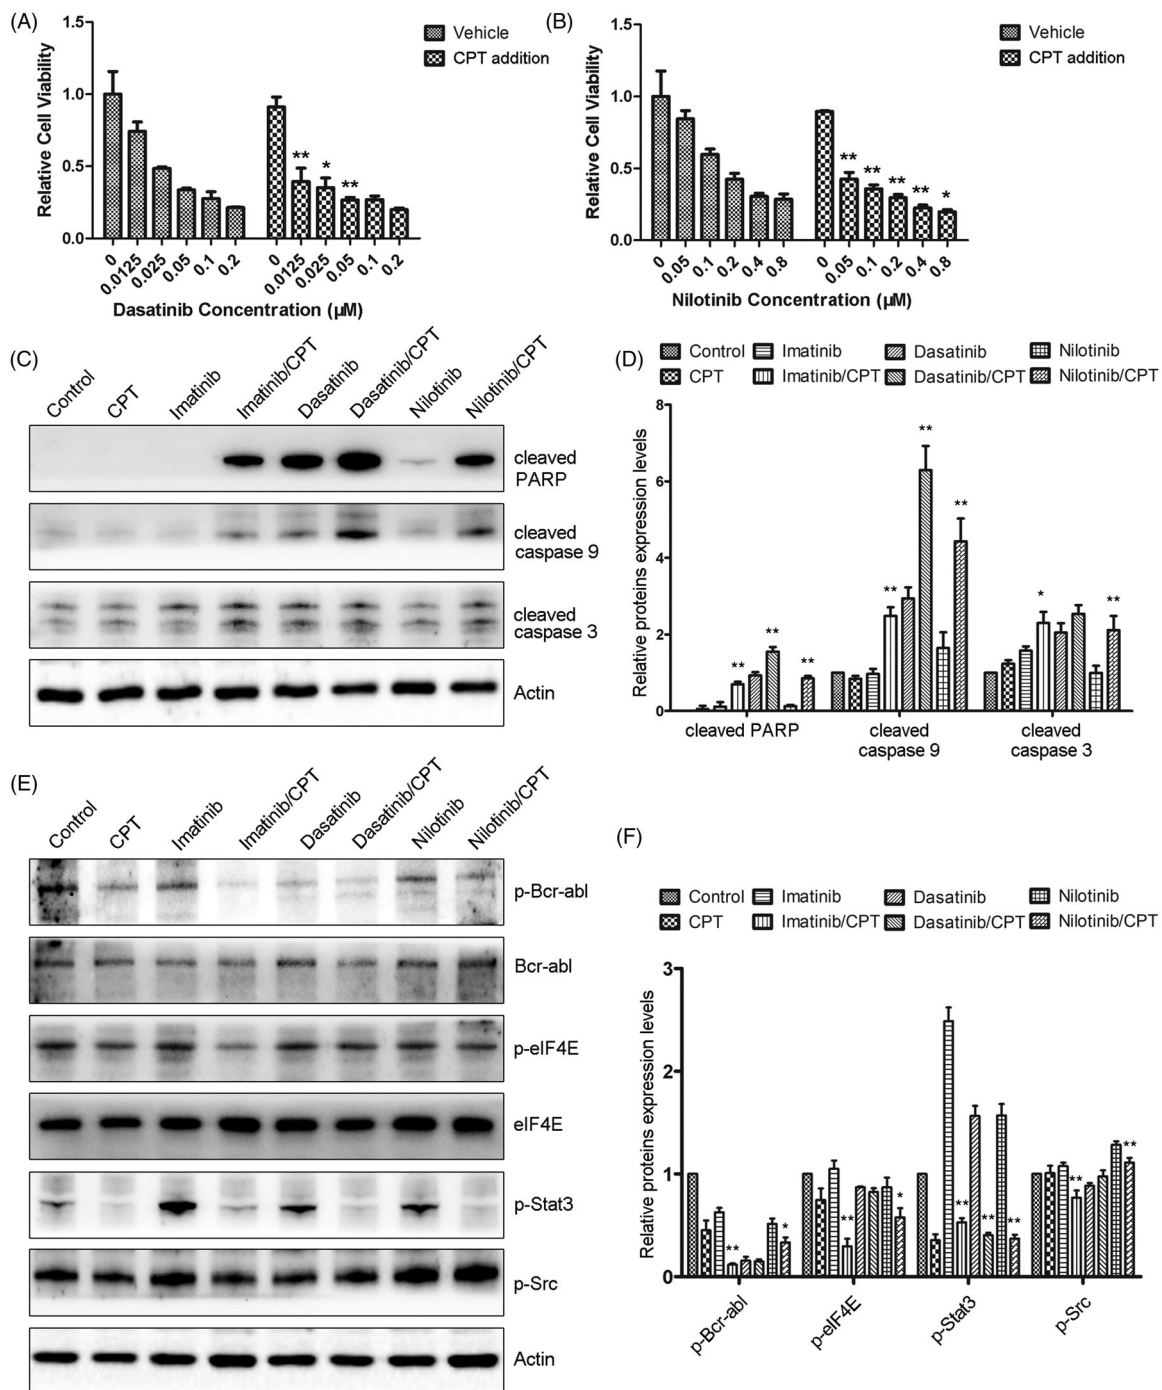 (A)
1.5
1.0
0.5
0.0
Relative Cell Viability
Vehicle
CPT addition
**
*
**
0
0.0125
0.025
0.05
0.1
0.2
0
0.0125
0.025
0.05
0.1
0.2
Dasatinib Concentration (µM)
(B)
1.5
1.0
0.5
0.0
Relative Cell Viability
Vehicle
CPT addition
**
**
**
**
*
0
0.05
0.1
0.2
0.4
0.8
0
0.05
0.1
0.2
0.4
0.8
Nilotinib Concentration (µM)
(C)
Control
CPT
Imatinib
Imatinib/CPT
Dasatinib
Dasatinib/CPT
Nilotinib
Nilotinib/CPT
cleaved
PARP
cleaved
caspase 9
cleaved
caspase 3
Actin
(D)
Control
Imatinib
Dasatinib
Nilotinib
CPT
Imatinib/CPT
Dasatinib/CPT
Nilotinib/CPT
8
6
4
2
0
Relative proteins expression levels
**
**
**
**
**
**
*
**
cleaved PARP
cleaved
caspase 9
cleaved
caspase 3
(E)
Control
CPT
Imatinib
Imatinib/CPT
Dasatinib
Dasatinib/CPT
Nilotinib
Nilotinib/CPT
p-Bcr-abl
Bcr-abl
p-eIF4E
eIF4E
p-Stat3
p-Src
Actin
(F)
Control
Imatinib
Dasatinib
Nilotinib
CPT
Imatinib/CPT
Dasatinib/CPT
Nilotinib/CPT
3
2
1
0
Relative proteins expression levels
**
*
**
*
**
**
**
**
**
p-Bcr-abl
p-eIF4E
p-Stat3
p-Src